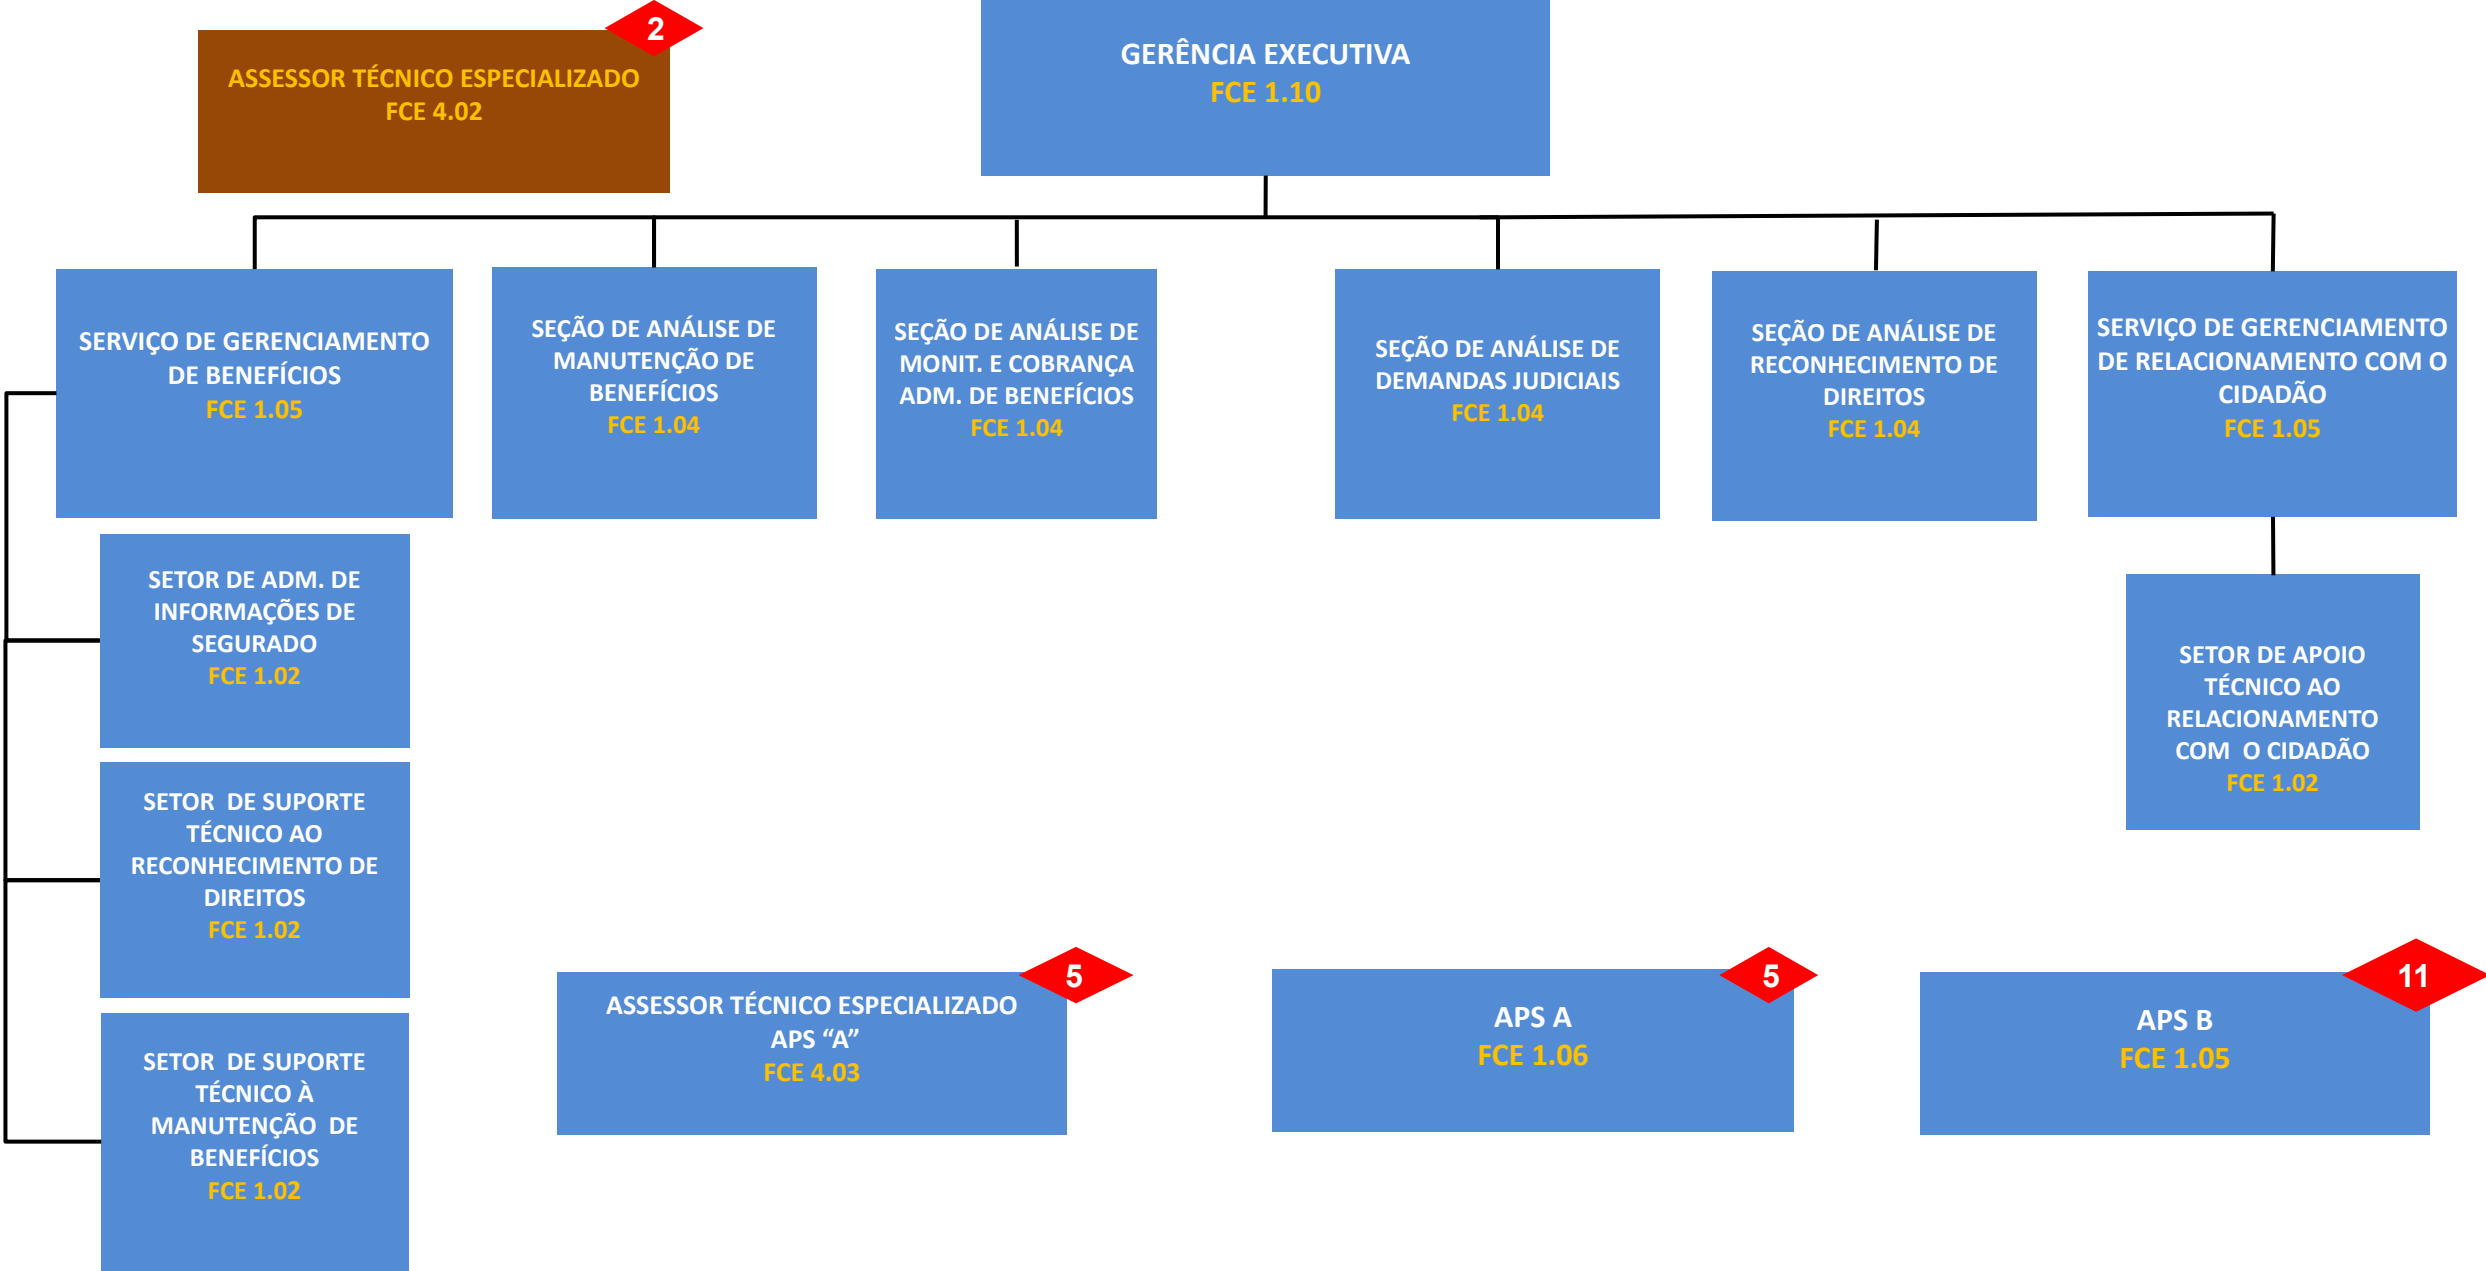 2
ASSESSOR TÉCNICO ESPECIALIZADO
FCE 4.02
GERÊNCIA EXECUTIVA
FCE 1.10
SERVIÇO DE GERENCIAMENTO
DE BENEFÍCIOS
FCE 1.05
SEÇÃO DE ANÁLISE DE
MANUTENÇÃO DE
BENEFÍCIOS
FCE 1.04
SEÇÃO DE ANÁLISE DE
MONIT. E COBRANÇA
ADM. DE BENEFÍCIOS
FCE 1.04
SEÇÃO DE ANÁLISE DE
DEMANDAS JUDICIAIS
FCE 1.04
SEÇÃO DE ANÁLISE DE
RECONHECIMENTO DE
DIREITOS
FCE 1.04
SERVIÇO DE GERENCIAMENTO
DE RELACIONAMENTO COM O
CIDADÃO
FCE 1.05
SETOR DE ADM. DE
INFORMAÇÕES DE
SEGURADO
FCE 1.02
SETOR DE APOIO
TÉCNICO AO
RELACIONAMENTO
COM O CIDADÃO
FCE 1.02
SETOR DE SUPORTE
TÉCNICO AO
RECONHECIMENTO DE
DIREITOS
FCE 1.02
SETOR DE SUPORTE
TÉCNICO À
MANUTENÇÃO DE
BENEFÍCIOS
FCE 1.02
5
ASSESSOR TÉCNICO ESPECIALIZADO
APS “A”
FCE 4.03
5
APS A
FCE 1.06
11
APS B
FCE 1.05